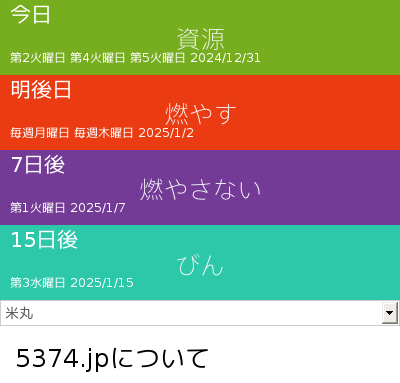 今日
資源
第2火曜日 第4火曜日 第5火曜日 2024/12/31
明後日
燃やす
毎週月曜日 毎週木曜日 2025/1/2
7日後
燃やさない
第1火曜日 2025/1/7
15日後
びん
第3水曜日 2025/1/15
米丸
5374.jpについて